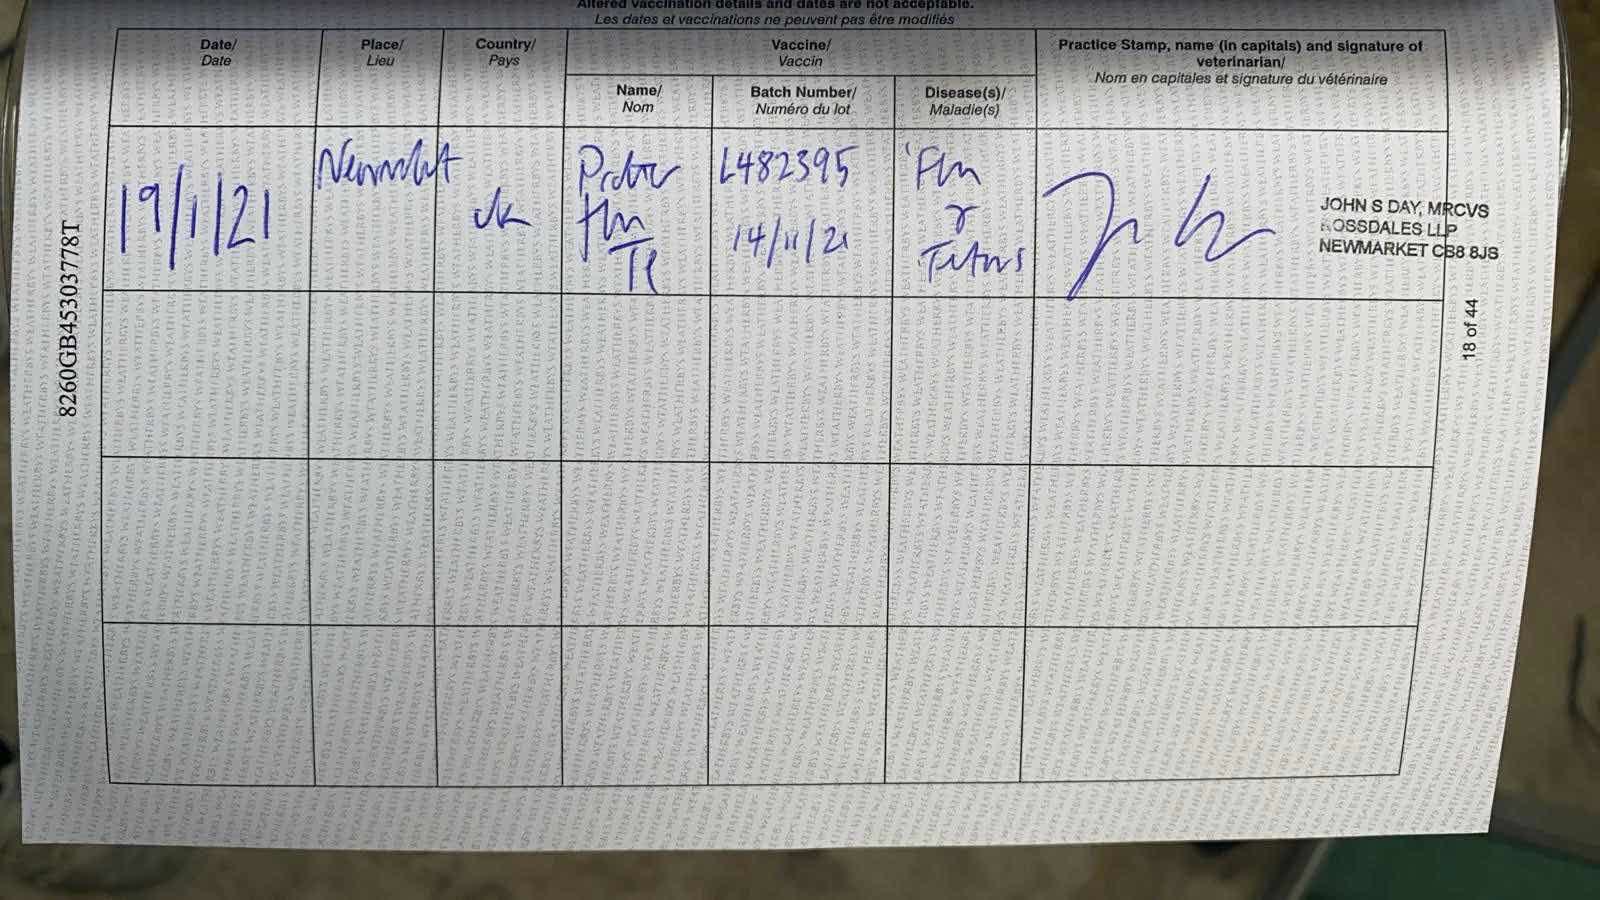 Altered vaccination details and dates are not acceptable.
Les dates et vaccinations ne peuvent pas être modifiés
Date/
Date
Place/
Lieu
Country/
Pays
Vaccine/
Vaccin
Name/
Nom
Batch Number/
Numéro du lot
Disease(s)/
Maladie(s)
Practice Stamp, name (in capitals) and signature of
veterinarian/
Nom en capitales et signature du vétérinaire
19/1/21
Newmarket
UK
Flu
Te
L482395
14/11/21
Flu
&
Tetanus
JOHN S DAY, MRCVS
ROSSDALES LLP
NEWMARKET CB8 8JS
8260GB45303778T
18 of 44